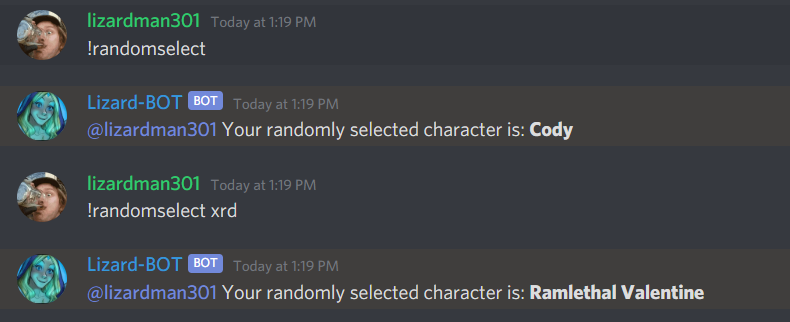 lizardman301 Today at 1:19 PM
!randomselect
Lizard-BOT BOT Today at 1:19 PM
@lizardman301 Your randomly selected character is: Cody
lizardman301 Today at 1:19 PM
!randomselect xrd
Lizard-BOT BOT Today at 1:19 PM
@lizardman301 Your randomly selected character is: Ramlethal Valentine